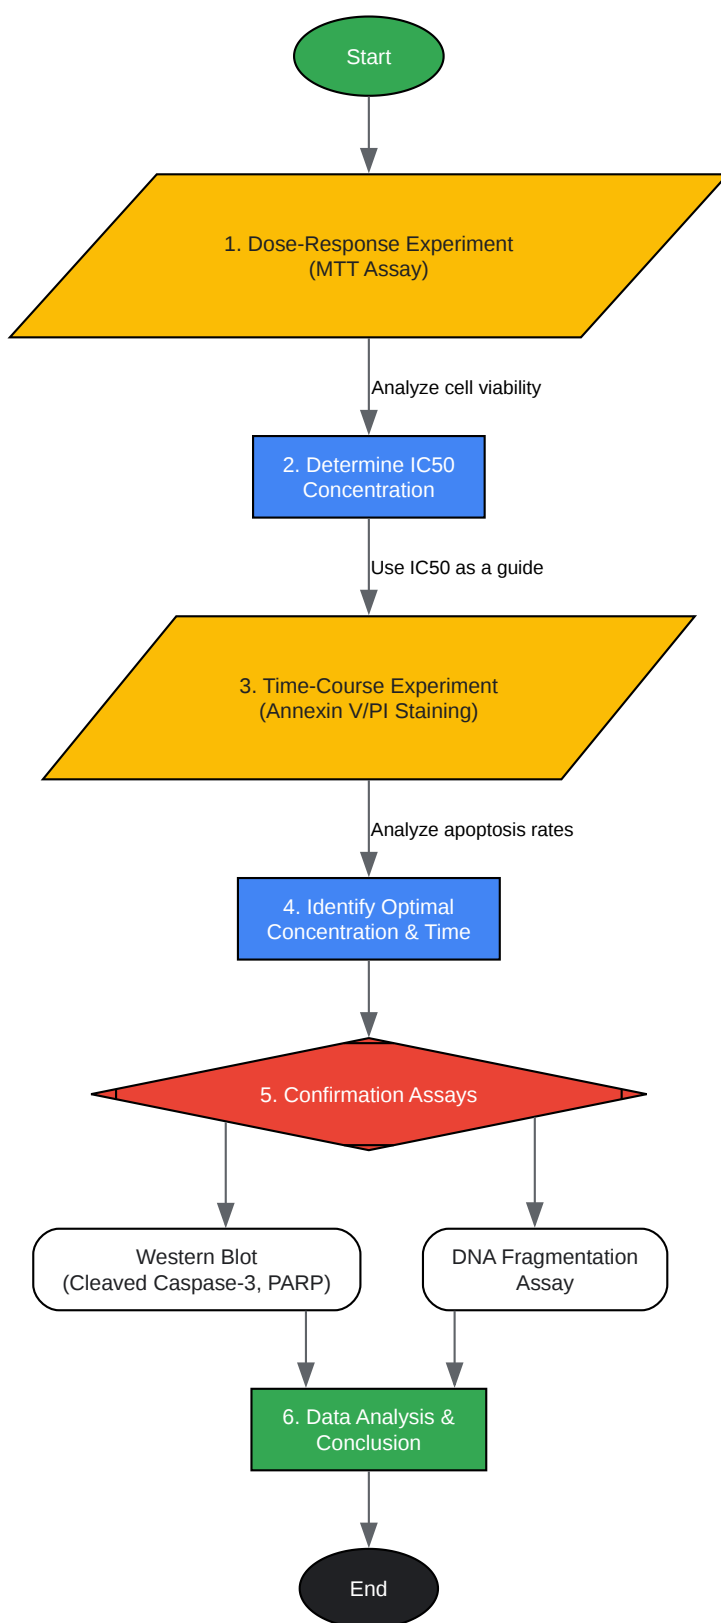 Start
1. Dose-Response Experiment
(MTT Assay)
Analyze cell viability
2. Determine IC50
Concentration
Use IC50 as a guide
3. Time-Course Experiment
(Annexin V/PI Staining)
Analyze apoptosis rates
4. Identify Optimal
Concentration & Time
5. Confirmation Assays
Western Blot
(Cleaved Caspase-3, PARP)
DNA Fragmentation
Assay
6. Data Analysis &
Conclusion
End